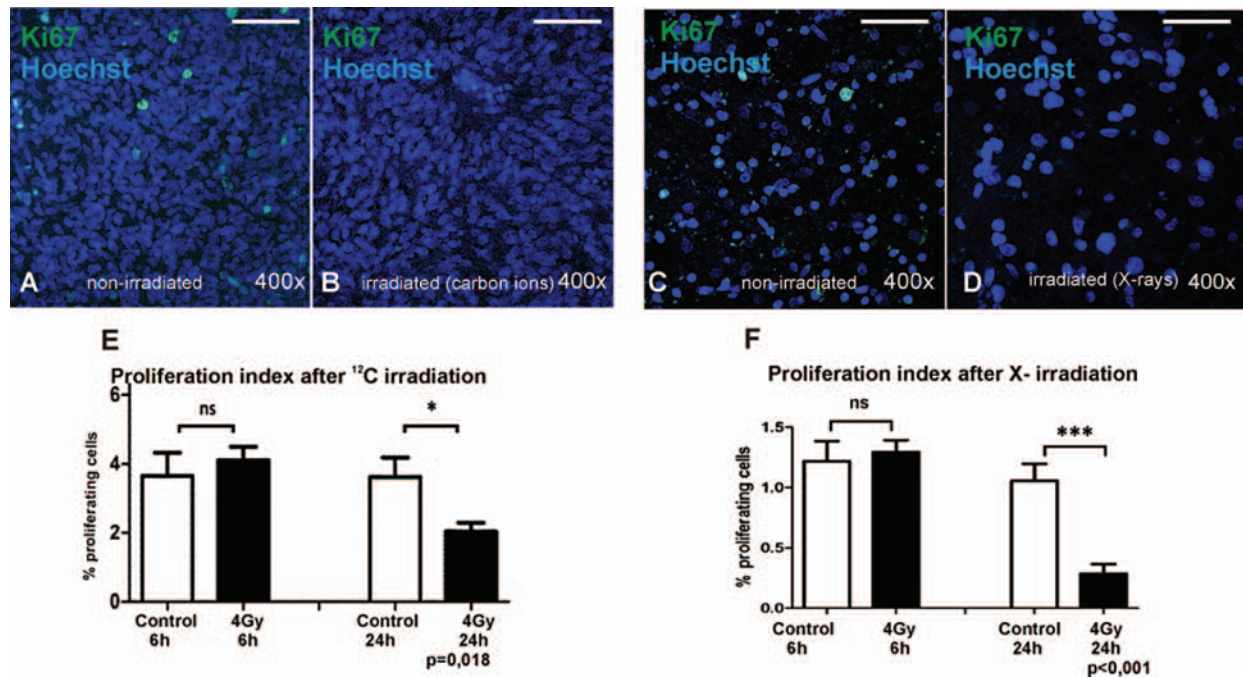 Ki67
Hoechst
A
non-irradiated
400x
Ki67
Hoechst
B
irradiated (carbon ions)
400x
Ki67
Hoechst
C
non-irradiated
400x
Ki67
Hoechst
D
irradiated (X-rays)
400x
E
Proliferation index after ¹²C irradiation
% proliferating cells
6
4
2
0
ns
*
Control
6h
4Gy
6h
Control
24h
4Gy
24h
p=0,018
F
Proliferation index after X- irradiation
% proliferating cells
1.5
1.0
0.5
0.0
ns
***
Control
6h
4Gy
6h
Control
24h
4Gy
24h
p<0,001